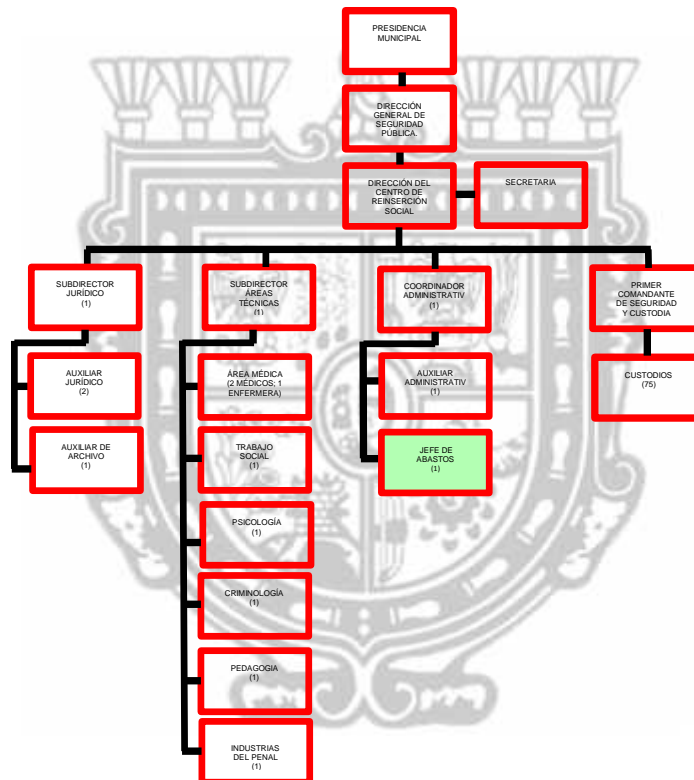 PRESIDENCIA
MUNICIPAL
DIRECCIÓN
GENERAL DE
SEGURIDAD
PÚBLICA.
DIRECCIÓN DEL
CENTRO DE
REINSERCIÓN
SOCIAL
SECRETARIA
SUBDIRECTOR
JURÍDICO
(1)
SUBDIRECTOR
ÁREAS
TÉCNICAS
(1)
COORDINADOR
ADMINISTRATIV
(1)
PRIMER
COMANDANTE
DE SEGURIDAD
Y CUSTODIA
AUXILIAR
JURÍDICO
(2)
ÁREA MÉDICA
(2 MÉDICOS; 1
ENFERMERA)
AUXILIAR
ADMINISTRATIV
(1)
CUSTODIOS
(75)
AUXILIAR DE
ARCHIVO
(1)
TRABAJO
SOCIAL
(1)
JEFE DE
ABASTOS
(1)
PSICOLOGÍA
(1)
CRIMINOLOGÍA
(1)
PEDAGOGIA
(1)
INDUSTRIAS
DEL PENAL
(1)